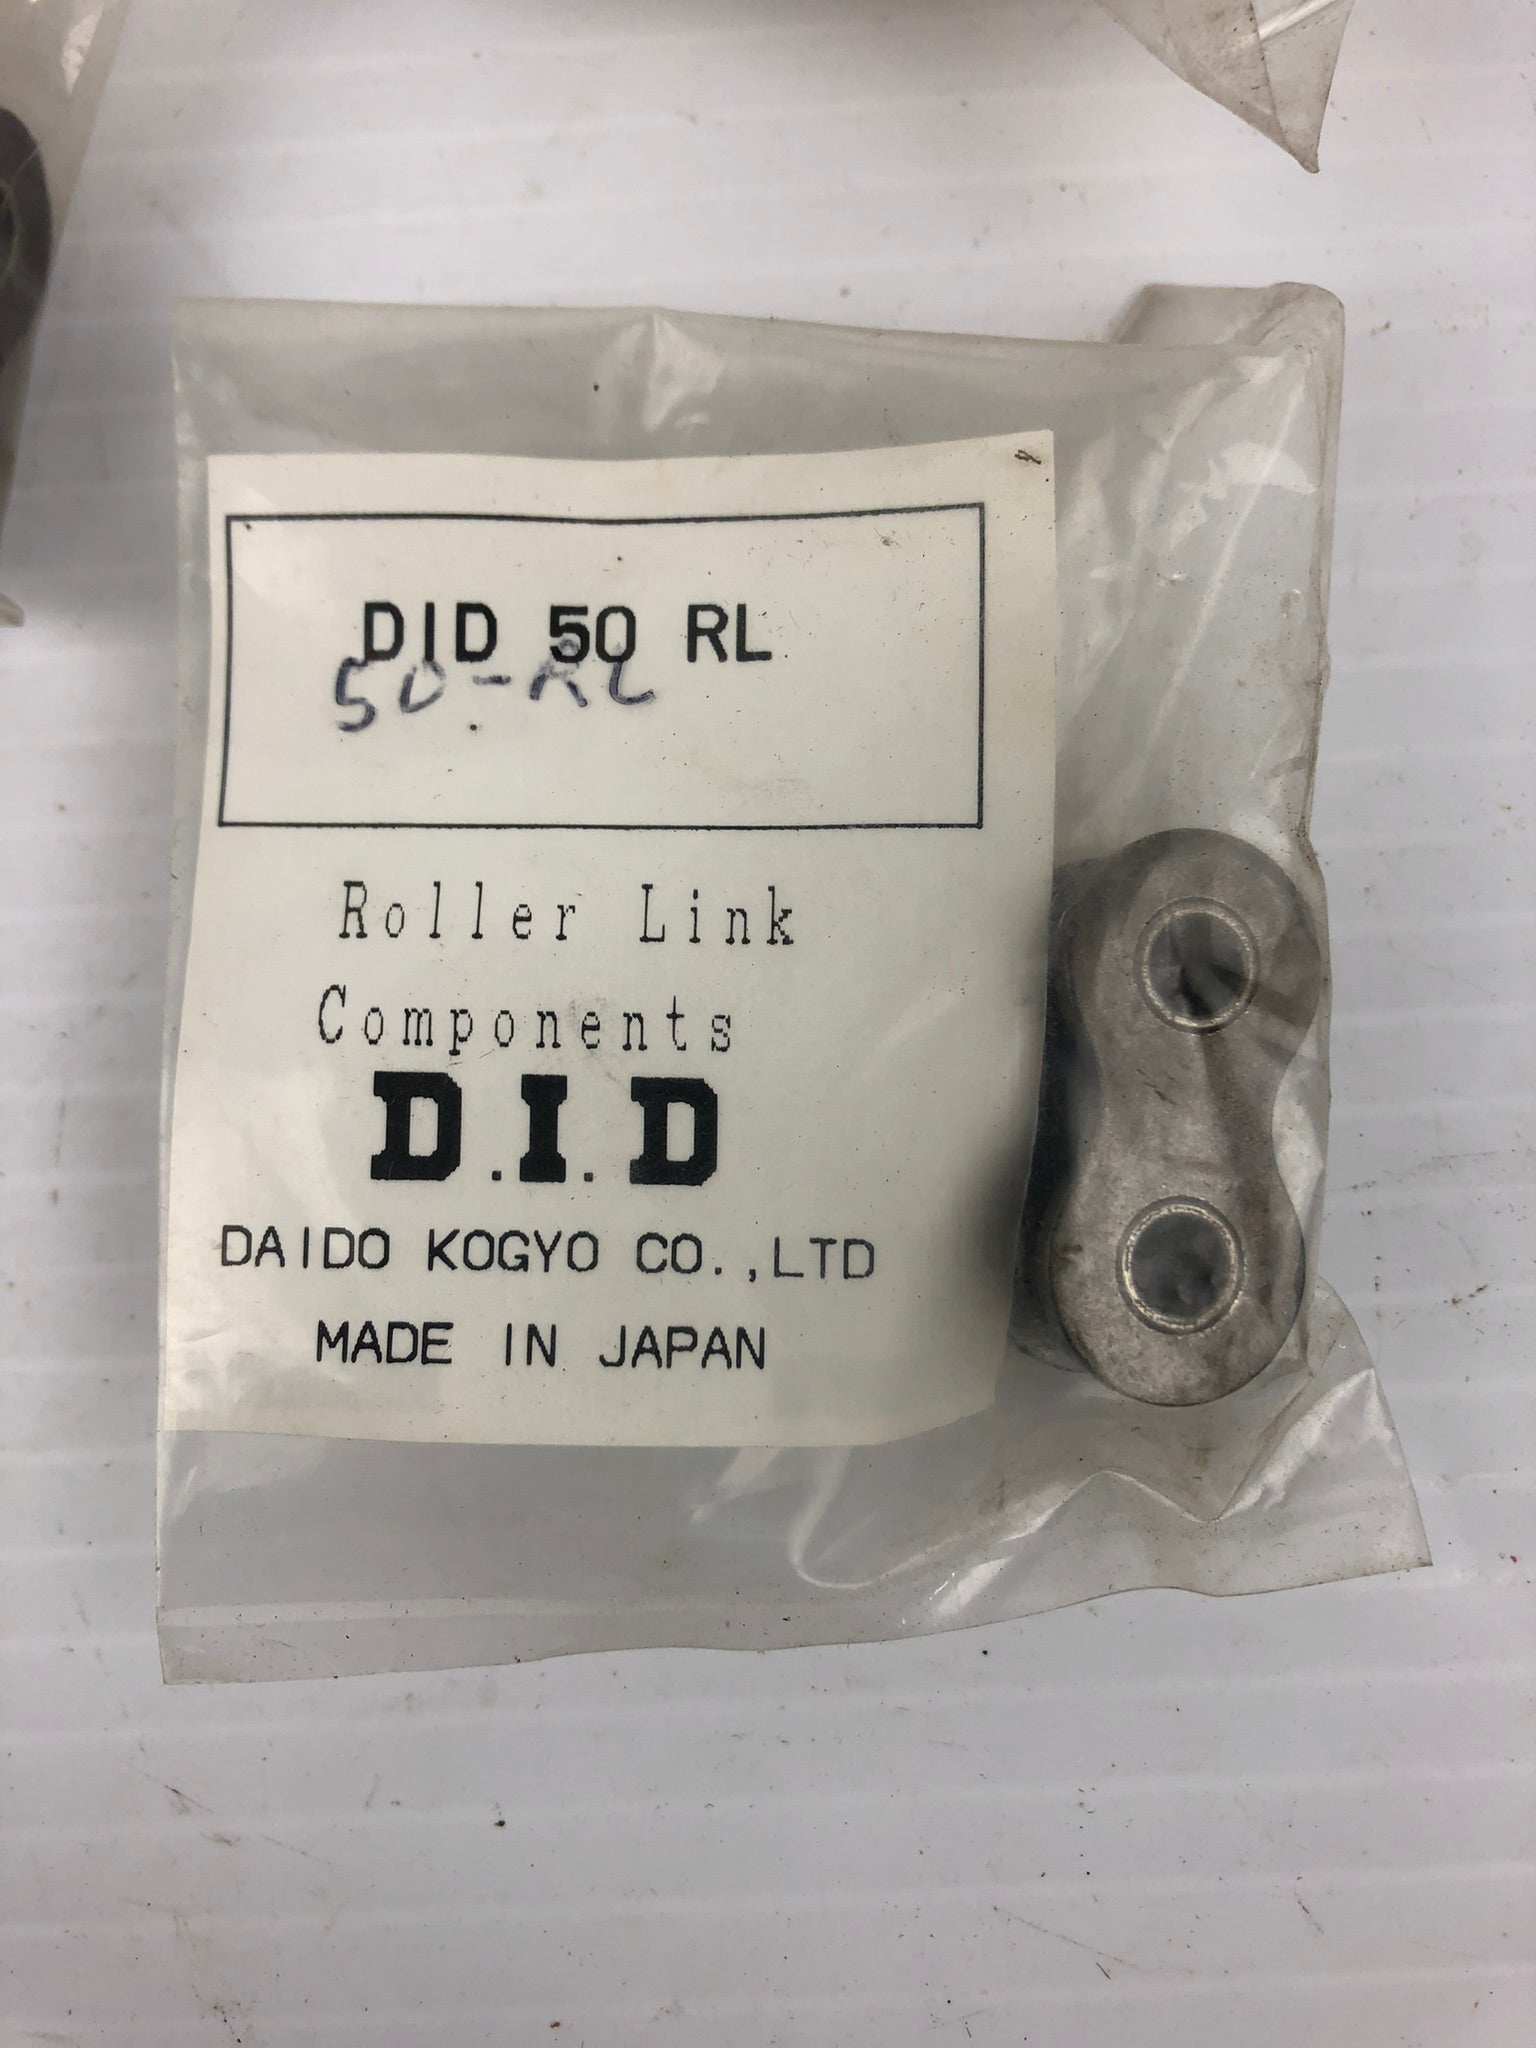 DID 50 RL
50-RL
Roller Link
Components
D.I.D
DAIDO KOGYO CO.,LTD
MADE IN JAPAN